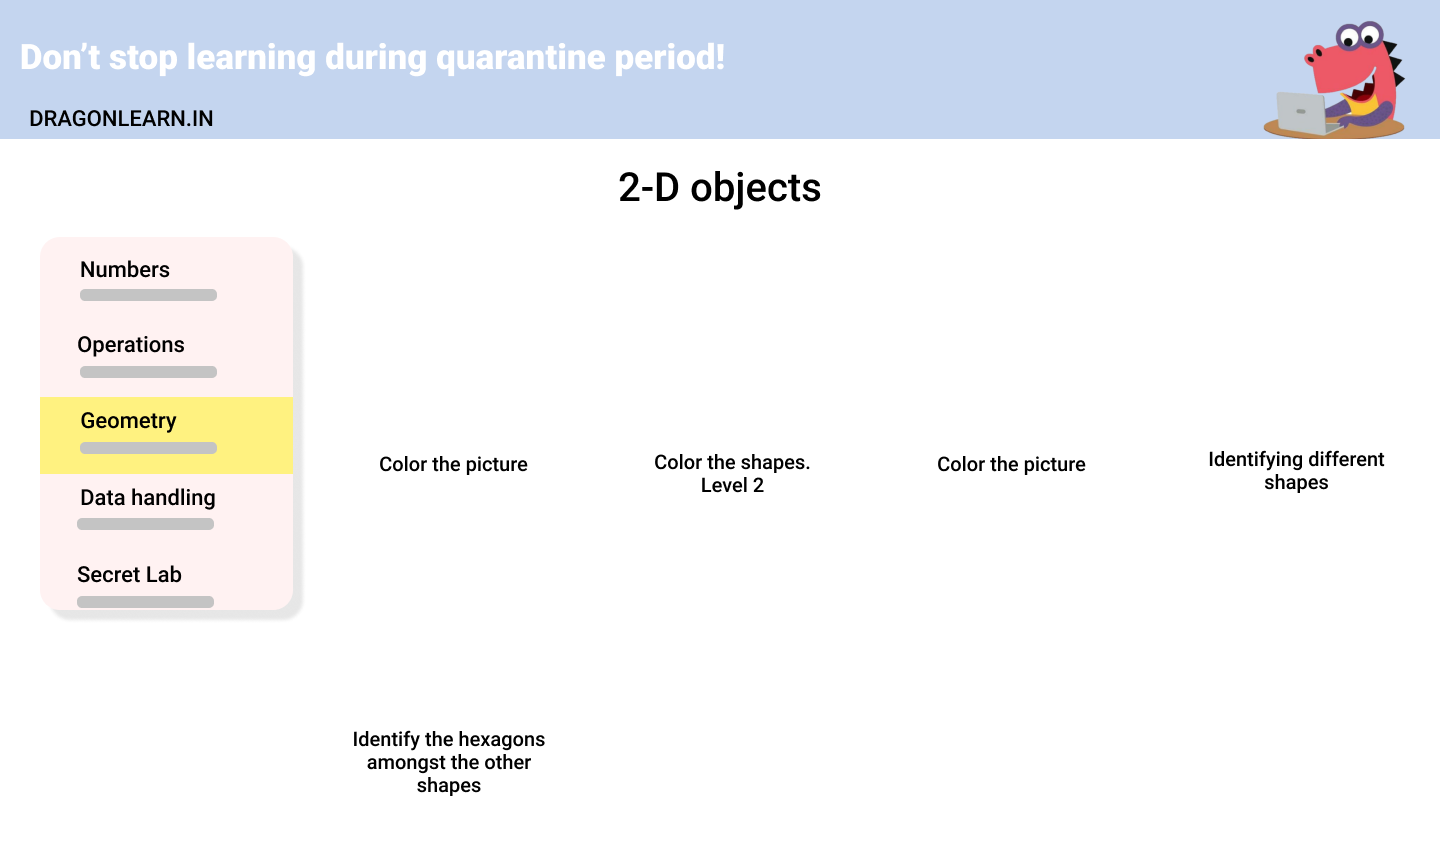 Don’t stop learning during quarantine period!
DRAGONLEARN.IN
2-D objects
Numbers
Operations
Geometry
Data handling
Secret Lab
Color the picture
Color the shapes.
Level 2
Color the picture
Identifying different
shapes
Identify the hexagons
amongst the other
shapes